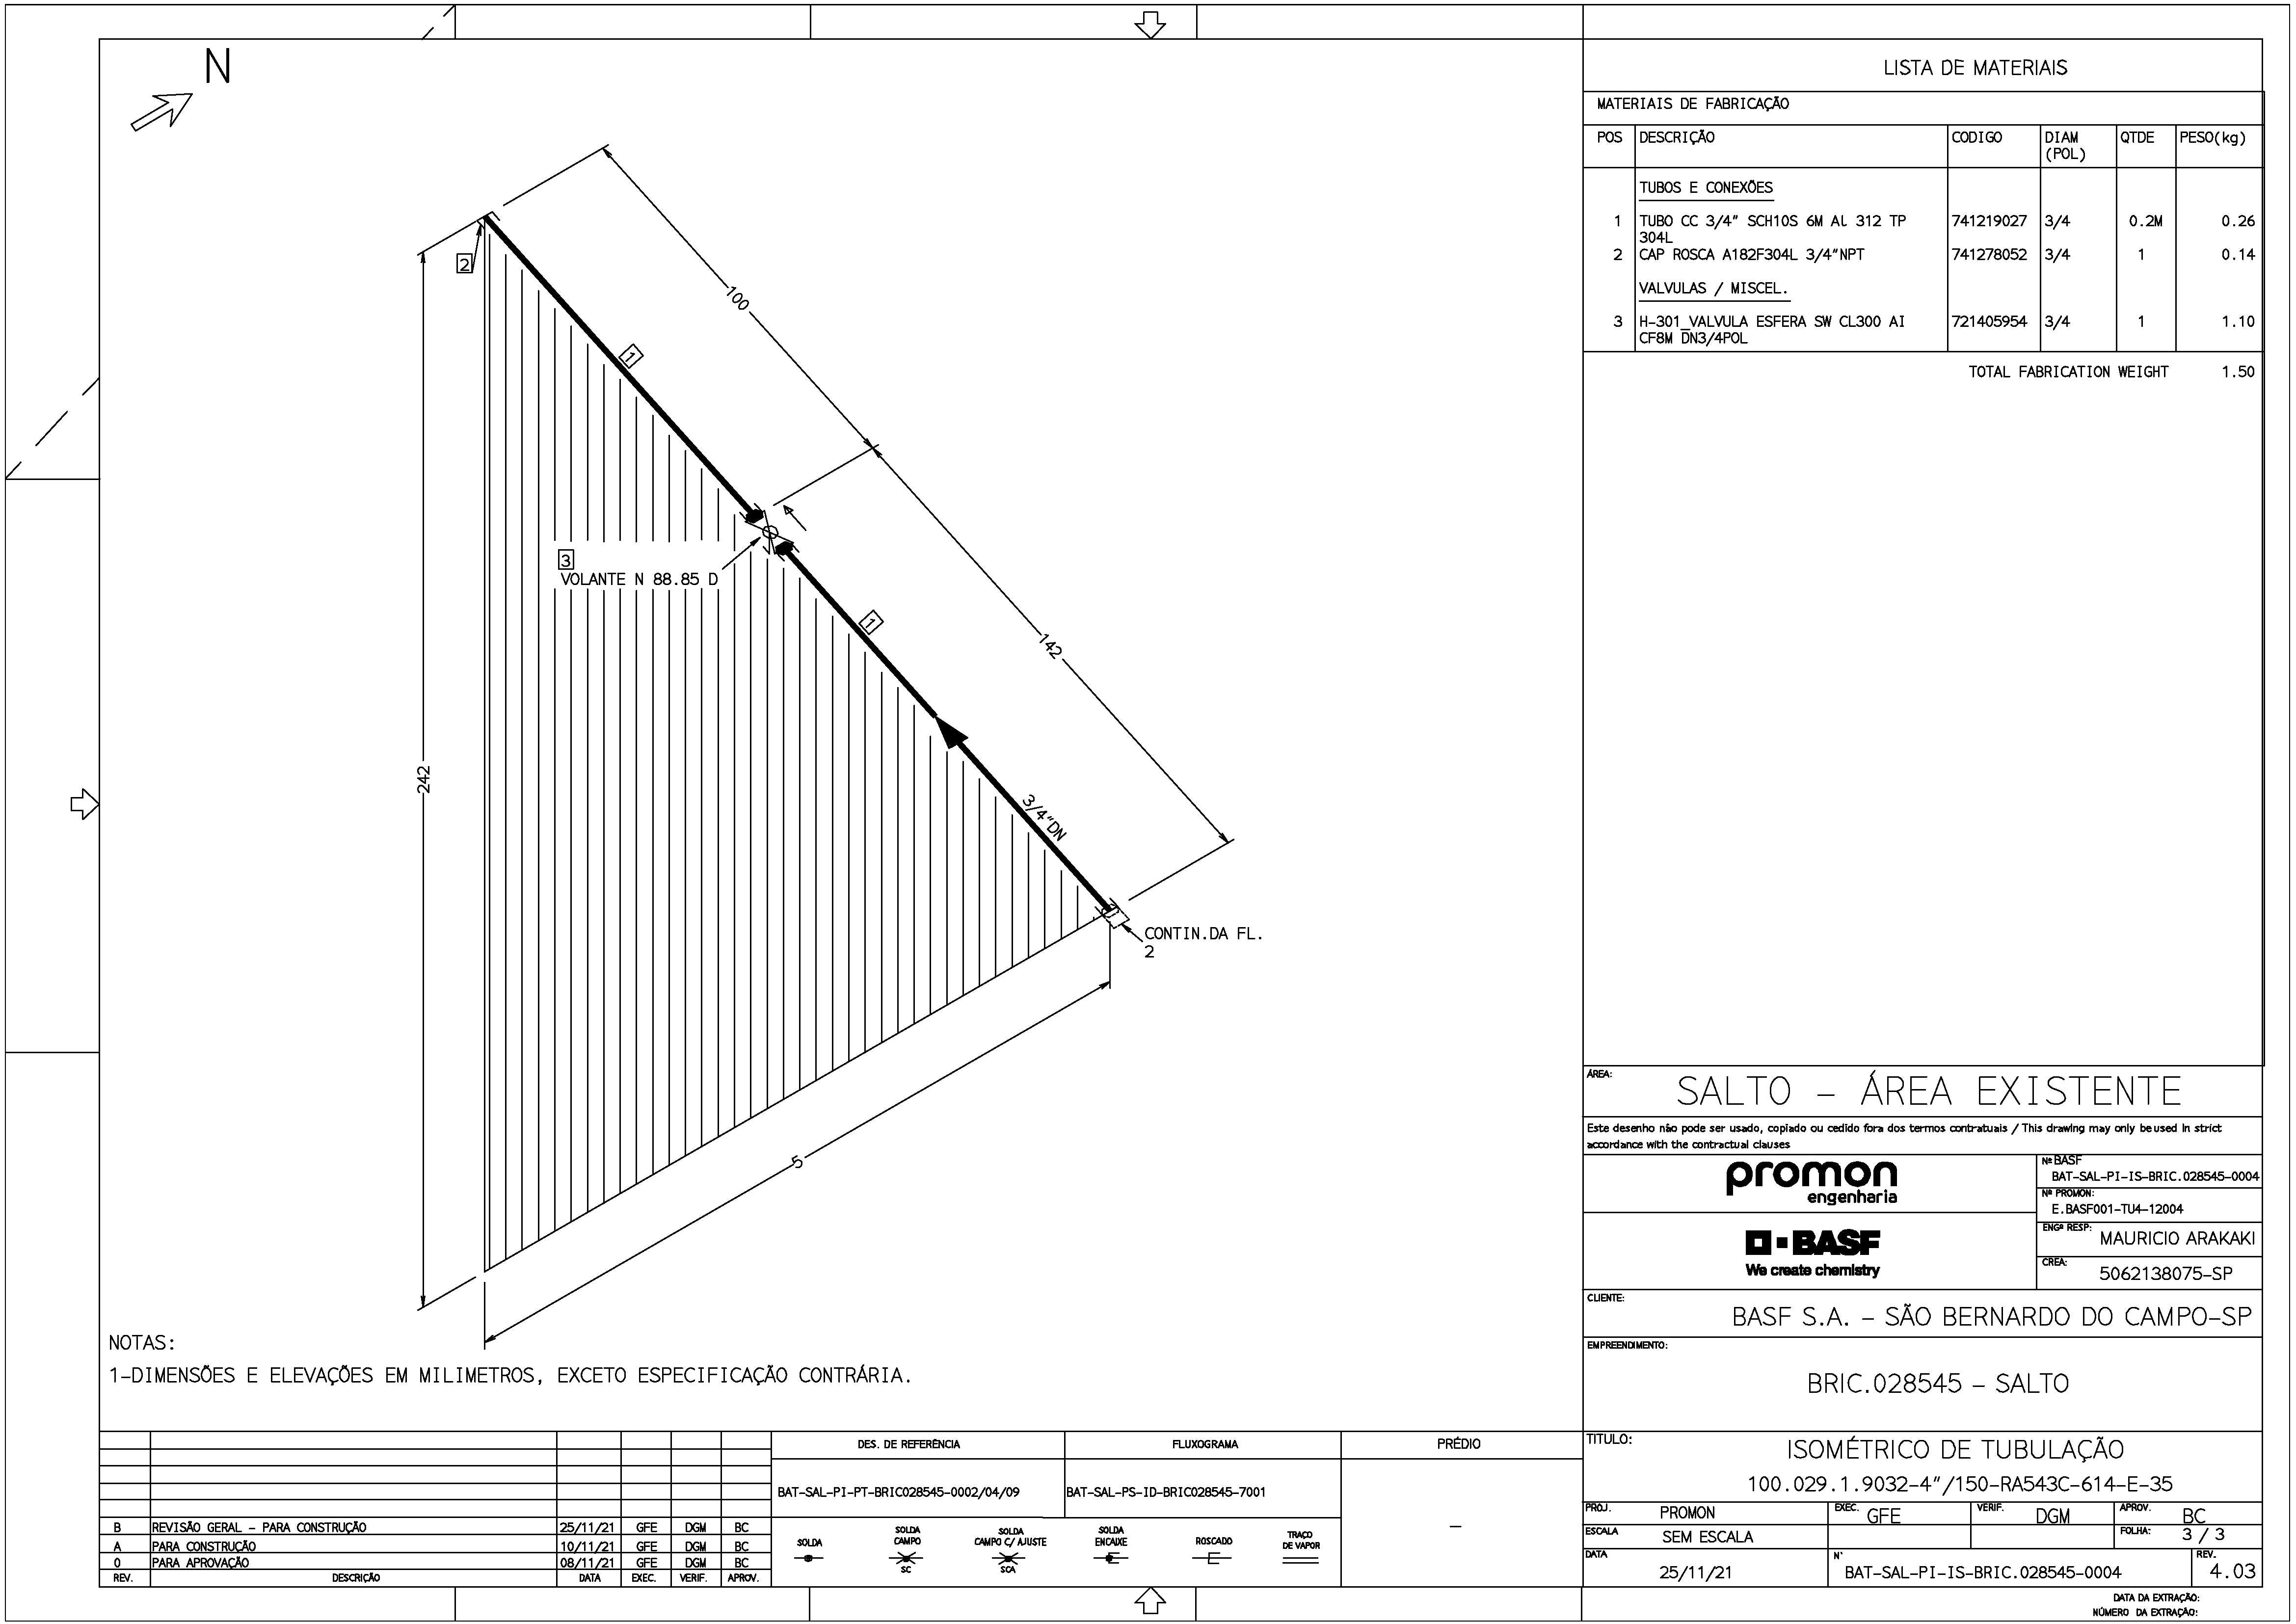 N
100
2
1
3
VOLANTE N 88.85 D
1
142
242
3/4"DN
CONTIN.DA FL.
2
5
NOTAS:
1-DIMENSÕES E ELEVAÇÕES EM MILIMETROS, EXCETO ESPECIFICAÇÃO CONTRÁRIA.
LISTA DE MATERIAIS
MATERIAIS DE FABRICAÇÃO
POS DESCRIÇÃO CODIGO DIAM QTDE PESO(kg)
(POL)
TUBOS E CONEXÕES
1 TUBO CC 3/4" SCH10S 6M AL 312 TP 741219027 3/4 0.2M 0.26
304L
2 CAP ROSCA A182F304L 3/4"NPT 741278052 3/4 1 0.14
VALVULAS / MISCEL.
3 H-301_VALVULA ESFERA SW CL300 AI 721405954 3/4 1 1.10
CF8M DN3/4POL
TOTAL FABRICATION WEIGHT 1.50
ÁREA:
SALTO - ÁREA EXISTENTE
Este desenho não pode ser usado, copiado ou cedido fora dos termos contratuais / This drawing may only be used in strict
accordance with the contractual clauses
promon
engenharia
Nº BASF
BAT-SAL-PI-IS-BRIC.028545-0004
Nº PROMON:
E.BASF001-TU4-12004
BASF
We create chemistry
ENGº RESP:
MAURICIO ARAKAKI
CREA:
5062138075-SP
CLIENTE:
BASF S.A. - SÃO BERNARDO DO CAMPO-SP
EMPREENDIMENTO:
BRIC.028545 - SALTO
TITULO:
ISOMÉTRICO DE TUBULAÇÃO
100.029.1.9032-4"/150-RA543C-614-E-35
PROJ. PROMON EXEC. GFE VERIF. DGM APROV. BC
ESCALA SEM ESCALA FOLHA: 3 / 3
DATA 25/11/21 N° BAT-SAL-PI-IS-BRIC.028545-0004 REV. 4.03
DATA DA EXTRAÇÃO:
NÚMERO DA EXTRAÇÃO:
DES. DE REFERÊNCIA FLUXOGRAMA PRÉDIO
BAT-SAL-PI-PT-BRIC028545-0002/04/09 BAT-SAL-PS-ID-BRIC028545-7001
-
SOLDA
SOLDA
CAMPO
SC
SOLDA
CAMPO C/ AJUSTE
SCA
SOLDA
ENCAIXE
ROSCADO
TRAÇO
DE VAPOR
B REVISÃO GERAL - PARA CONSTRUÇÃO 25/11/21 GFE DGM BC
A PARA CONSTRUÇÃO 10/11/21 GFE DGM BC
0 PARA APROVAÇÃO 08/11/21 GFE DGM BC
REV. DESCRIÇÃO DATA EXEC. VERIF. APROV.